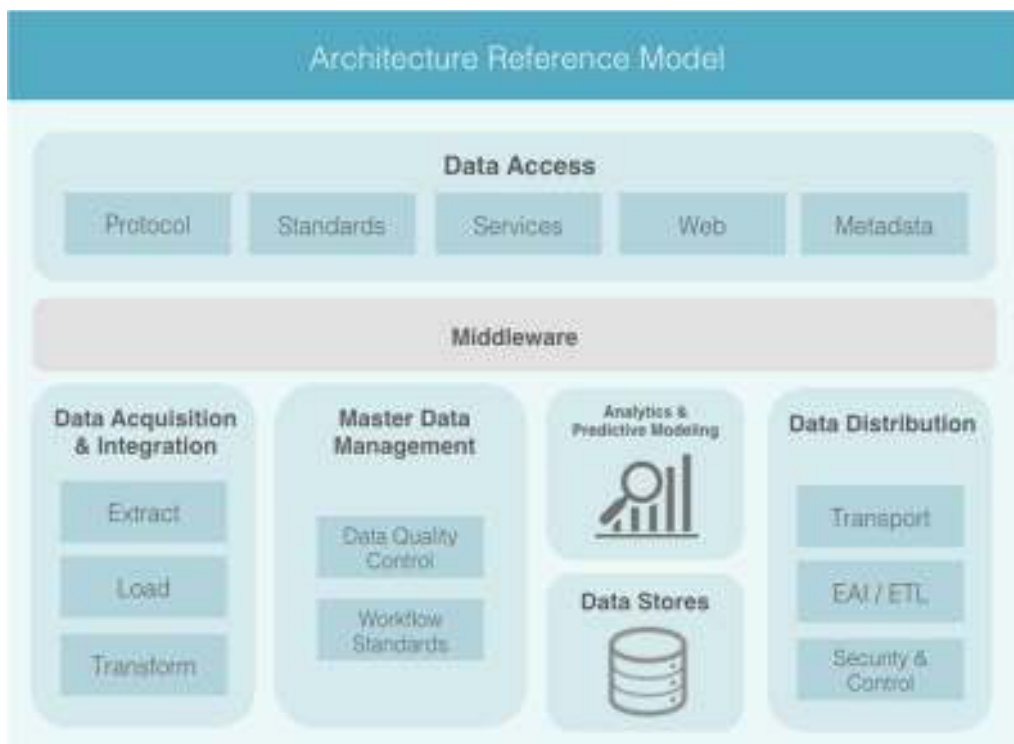 Architecture Reference Model
Data Access
Protocol
Standards
Services
Web
Metadata
Middleware
Data Acquisition
& Integration
Extract
Load
Transform
Master Data
Management
Data Quality
Control
Workflow
Standards
Analytics &
Predictive Modeling
Data Stores
Data Distribution
Transport
EAI / ETL
Security &
Control